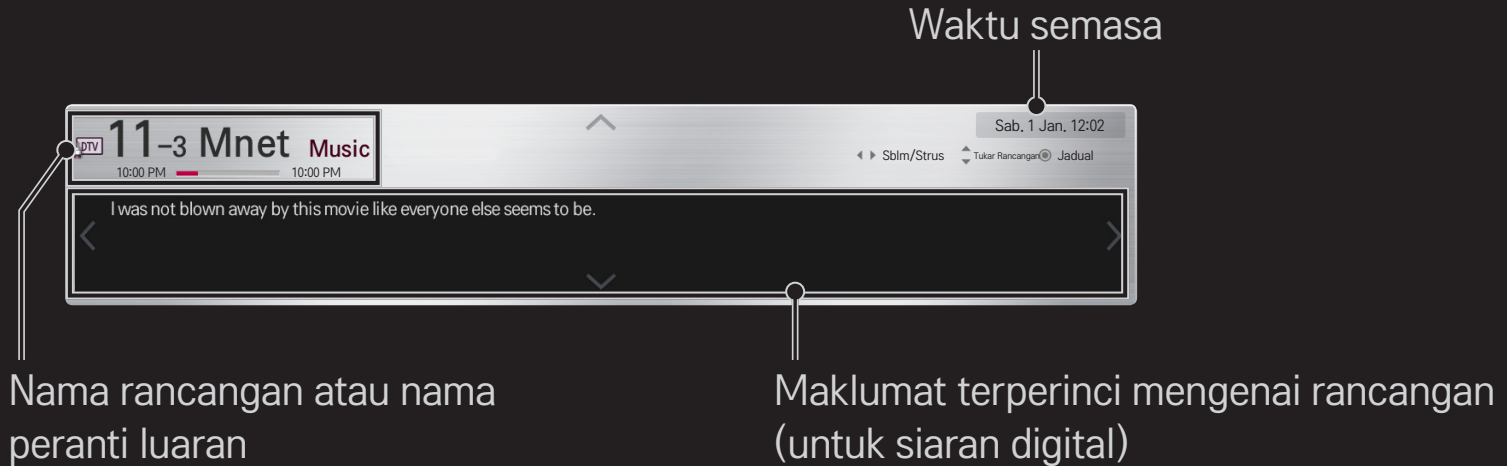 Waktu semasa
DTV 11-3 Mnet Music
10:00 PM 10:00 PM
Sab. 1 Jan. 12:02
Sblm/Strus Tukar Rancangan Jadual
I was not blown away by this movie like everyone else seems to be.
Nama rancangan atau nama
peranti luaran
Maklumat terperinci mengenai rancangan
(untuk siaran digital)